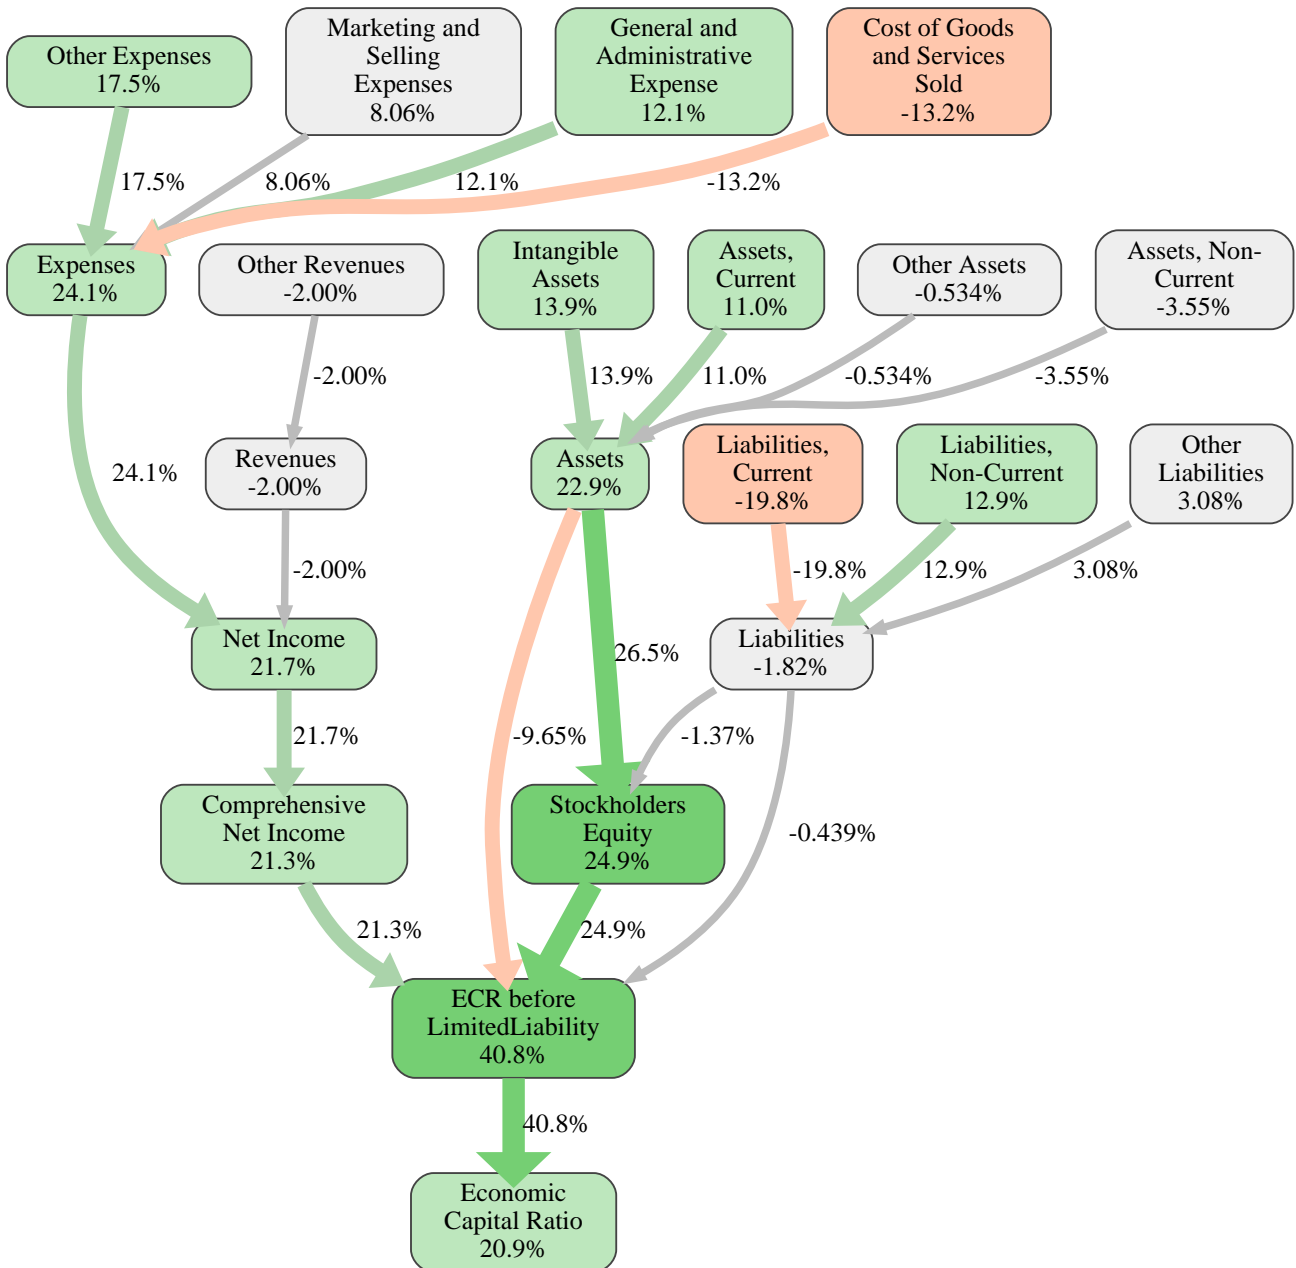 Other Expenses
17.5%
Marketing and
Selling
Expenses
8.06%
General and
Administrative
Expense
12.1%
Cost of Goods
and Services
Sold
-13.2%
17.5%
8.06%
12.1%
-13.2%
Expenses
24.1%
Other Revenues
-2.00%
Intangible
Assets
13.9%
Assets,
Current
11.0%
Other Assets
-0.534%
Assets, Non-
Current
-3.55%
-2.00%
13.9%
11.0%
-0.534%
-3.55%
24.1%
Revenues
-2.00%
Assets
22.9%
Liabilities,
Current
-19.8%
Liabilities,
Non-Current
12.9%
Other
Liabilities
3.08%
-2.00%
-19.8%
12.9%
3.08%
Net Income
21.7%
26.5%
Liabilities
-1.82%
21.7%
-9.65%
-1.37%
Comprehensive
Net Income
21.3%
Stockholders
Equity
24.9%
-0.439%
21.3%
24.9%
ECR before
LimitedLiability
40.8%
40.8%
Economic
Capital Ratio
20.9%